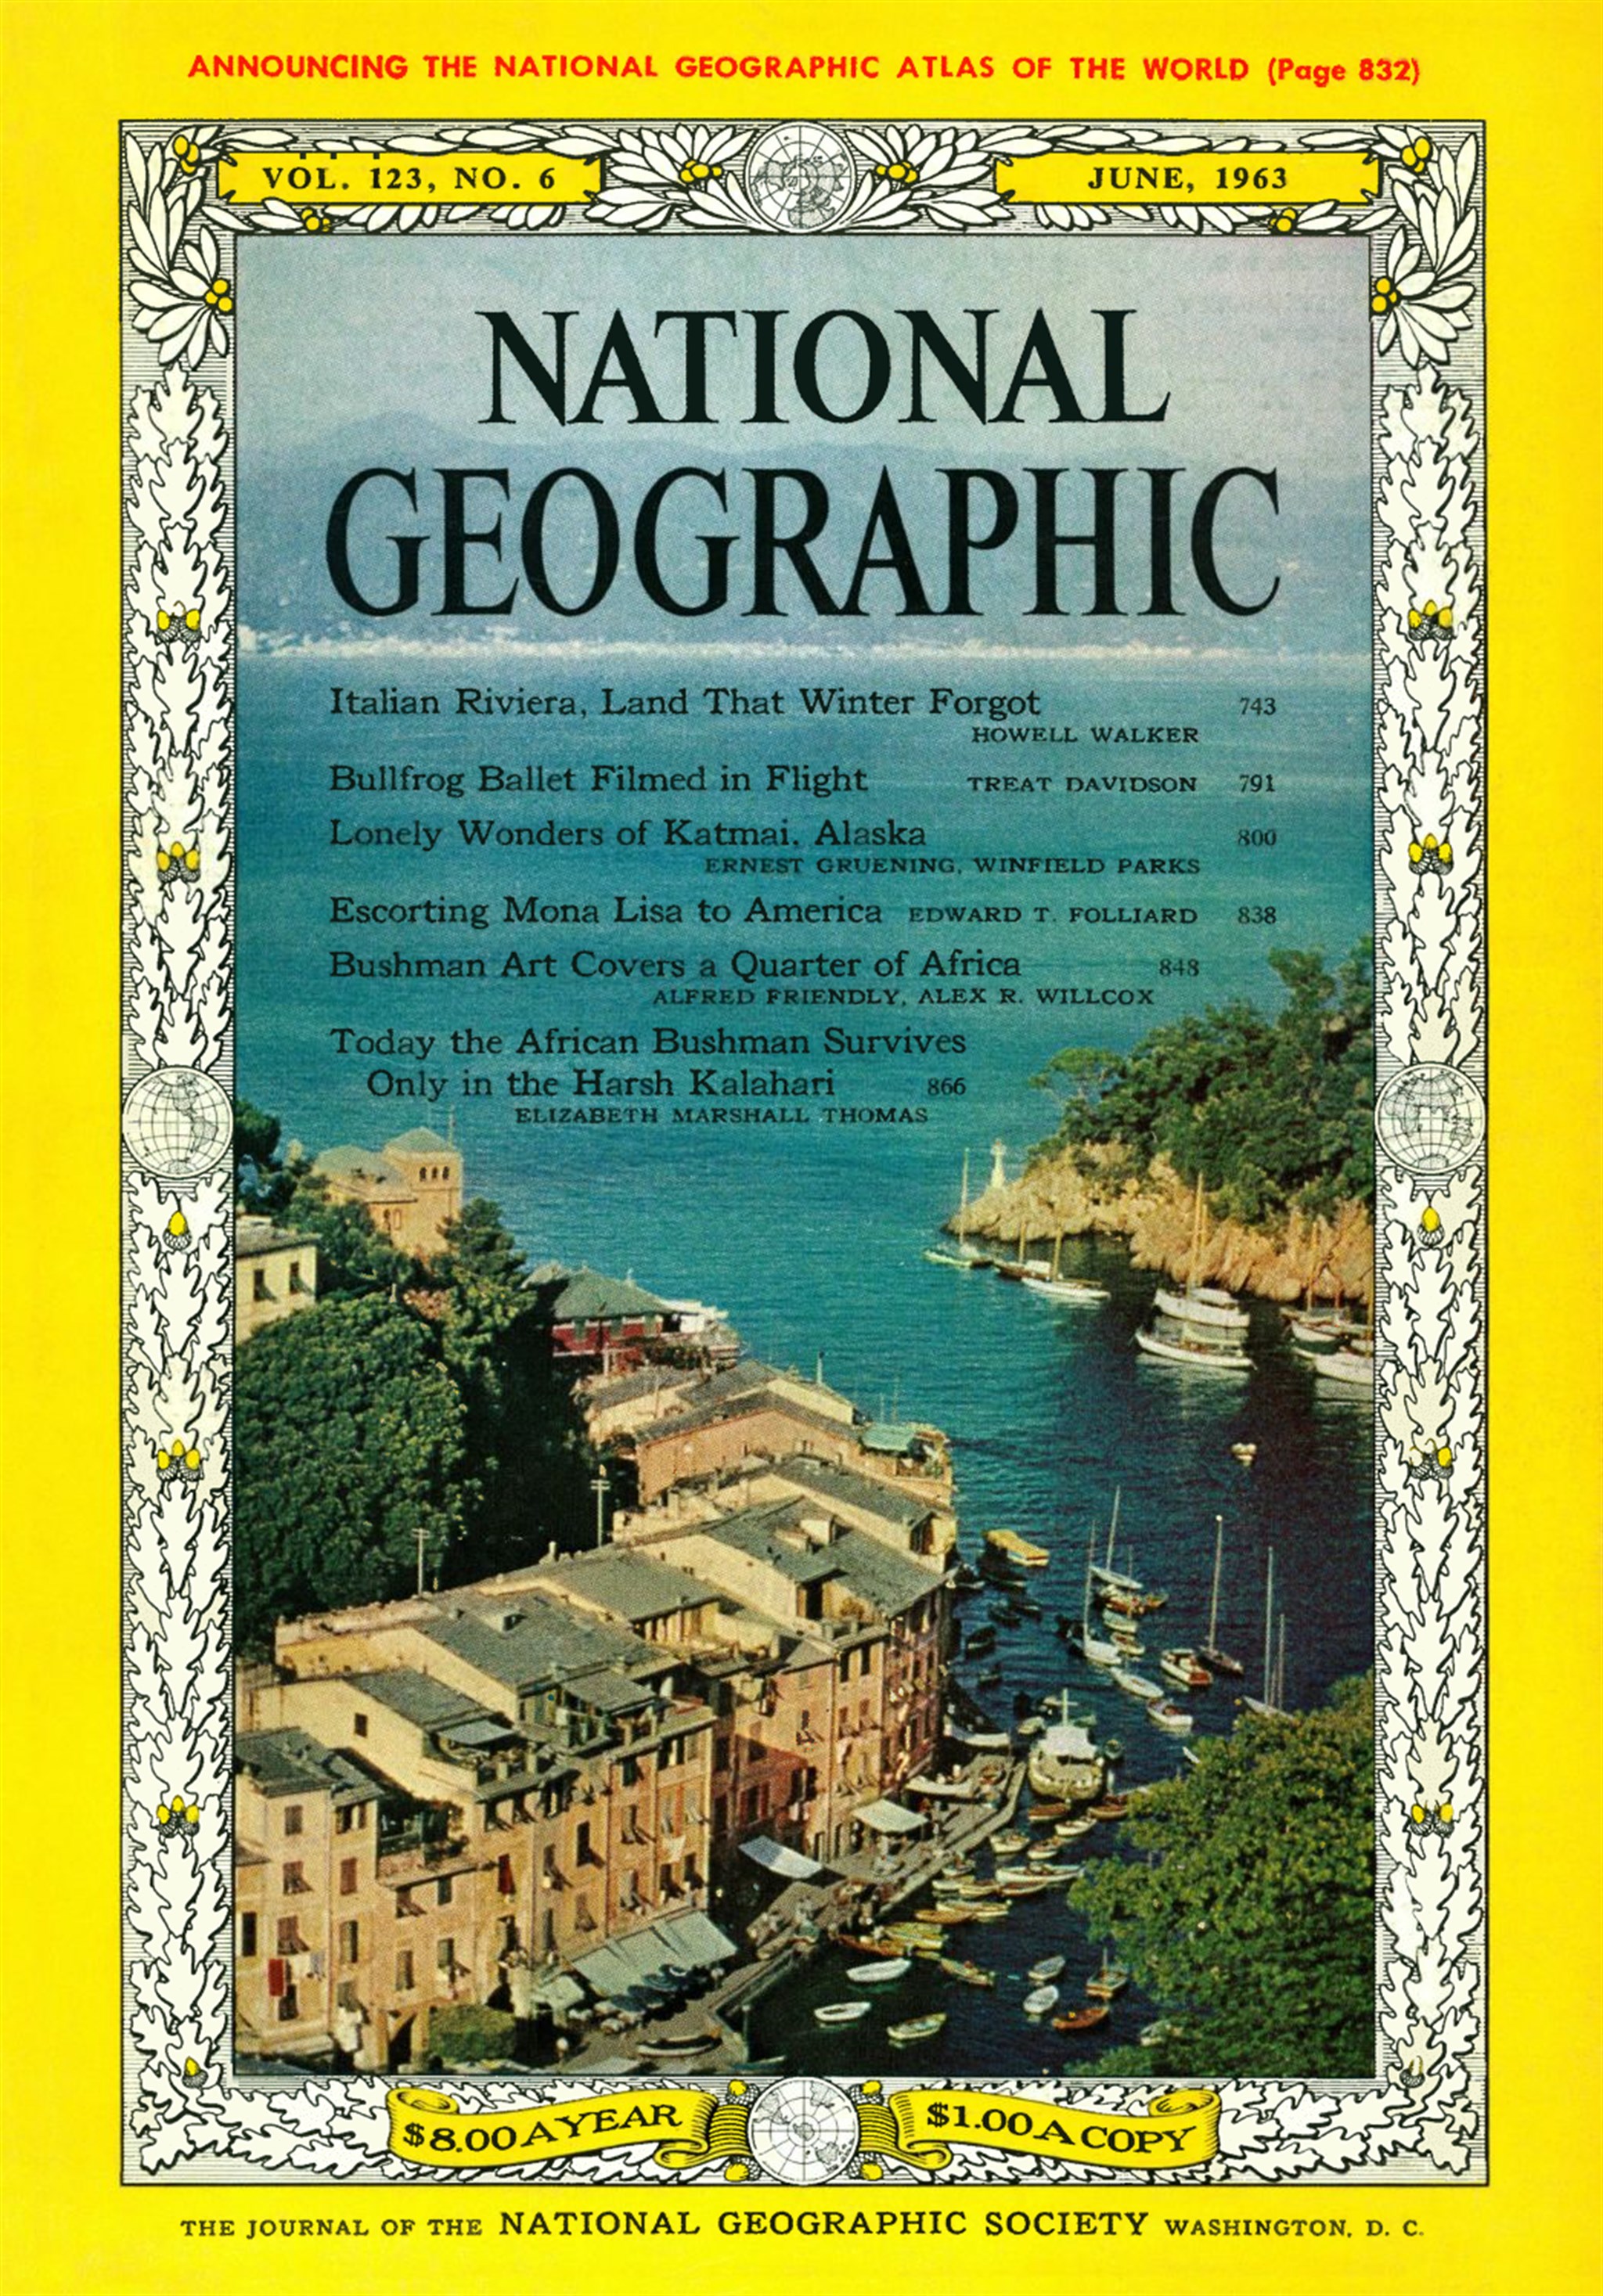 ANNOUNCING THE NATIONAL GEOGRAPHIC ATLAS OF THE WORLD (Page 832)
VOL. 123, NO. 6
JUNE, 1963
NATIONAL
GEOGRAPHIC
Italian Riviera, Land That Winter Forgot 743
HOWELL WALKER
Bullfrog Ballet Filmed in Flight TREAT DAVIDSON 791
Lonely Wonders of Katmai, Alaska 800
ERNEST GRUENING, WINFIELD PARKS
Escorting Mona Lisa to America EDWARD T. FOLLIARD 838
Bushman Art Covers a Quarter of Africa 848
ALFRED FRIENDLY, ALEX R. WILLCOX
Today the African Bushman Survives
Only in the Harsh Kalahari 866
ELIZABETH MARSHALL THOMAS
$8.00 A YEAR
$1.00 A COPY
THE JOURNAL OF THE NATIONAL GEOGRAPHIC SOCIETY WASHINGTON, D. C.